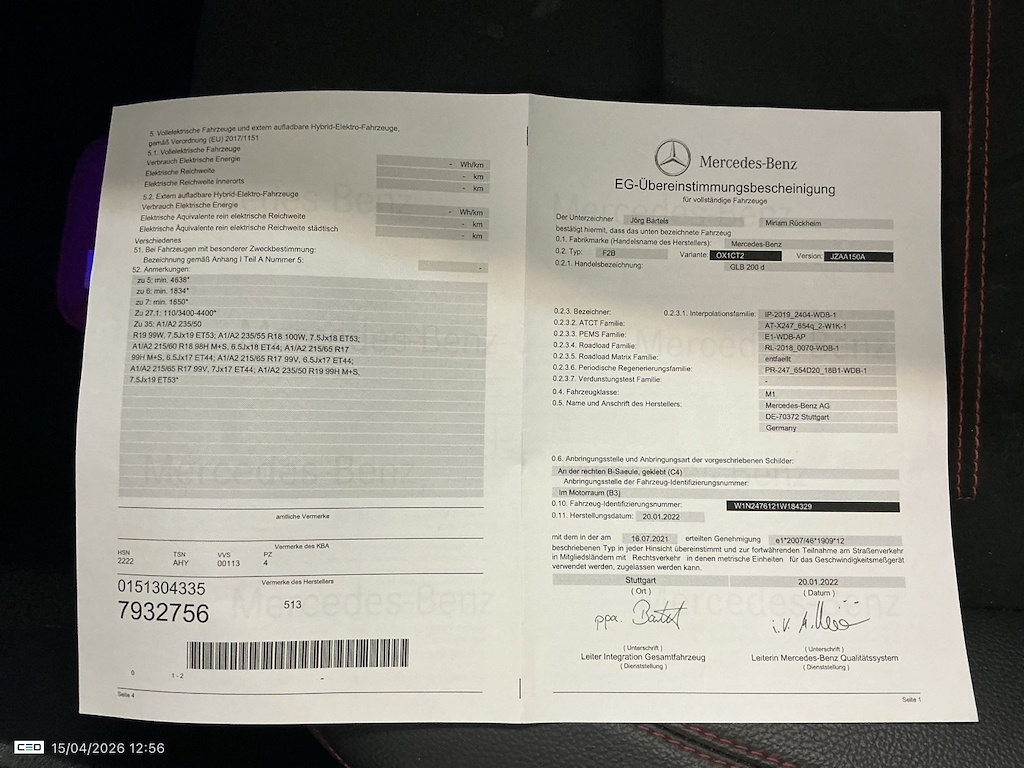 5. Vollelektrische Fahrzeuge und extern aufladbare Hybrid-Elektro-Fahrzeuge,
gemäß Verordnung (EU) 2017/1151
5.1. Vollelektrische Fahrzeuge
Verbrauch Elektrische Energie - Wh/km
Elektrische Reichweite - km
Elektrische Reichweite innerorts - km
5.2. Extern aufladbare Hybrid-Elektro-Fahrzeuge
Verbrauch Elektrische Energie - Wh/km
Elektrische Äquivalente rein elektrische Reichweite - km
Elektrische Äquivalente rein elektrische Reichweite städtisch - km
Verschiedenes
51. Bei Fahrzeugen mit besonderer Zweckbestimmung:
Bezeichnung gemäß Anhang I Teil A Nummer 5: -
52. Anmerkungen:
zu 5: min. 4638*
zu 6: min. 1834*
zu 7: min. 1650*
Zu 27.1: 110/3400-4400*
Zu 35: A1/A2 235/50
R19 99W, 7.5Jx19 ET53; A1/A2 235/55 R18 100W, 7.5Jx18 ET53;
A1/A2 215/60 R18 98H M+S, 6.5Jx18 ET44; A1/A2 215/65 R17
99H M+S, 6.5Jx17 ET44; A1/A2 215/65 R17 99V, 6.5Jx17 ET44;
A1/A2 215/65 R17 99V, 7Jx17 ET44; A1/A2 235/50 R19 99H M+S,
7.5Jx19 ET53*
amtliche Vermerke
Vermerke des KBA
HSN TSN VVS PZ
2222 AHY 00113 4
0151304335 Vermerke des Herstellers
7932756 513
0 1 - 2 -
Seite 4
Mercedes-Benz
EG-Übereinstimmungsbescheinigung
für vollständige Fahrzeuge
Der Unterzeichner Jörg Bartels Miriam Rückheim
bestätigt hiermit, dass das unten bezeichnete Fahrzeug
0.1. Fabrikmarke (Handelsname des Herstellers): Mercedes-Benz
0.2. Typ: F2B Variante: OX1CT2 Version: JZAA150A
0.2.1. Handelsbezeichnung: GLB 200 d
0.2.3. Bezeichner: 0.2.3.1. Interpolationsfamilie: IP-2019_2404-WDB-1
0.2.3.2. ATCT Familie: AT-X247_654q_2-W1K-1
0.2.3.3. PEMS Familie: E1-WDB-AP
0.2.3.4. Roadload Familie: RL-2018_0070-WDB-1
0.2.3.5. Roadload Matrix Familie: entfaellt
0.2.3.6. Periodische Regenerierungsfamilie: PR-247_654D20_18B1-WDB-1
0.2.3.7. Verdunstungstest Familie: -
0.4. Fahrzeugklasse: M1
0.5. Name und Anschrift des Herstellers: Mercedes-Benz AG
DE-70372 Stuttgart
Germany
0.6. Anbringungsstelle und Anbringungsart der vorgeschriebenen Schilder:
An der rechten B-Saeule, geklebt (C4)
Anbringungsstelle der Fahrzeug-Identifizierungsnummer:
Im Motorraum (B3)
0.10. Fahrzeug-Identifizierungsnummer: W1N2476121W184329
0.11. Herstellungsdatum: 20.01.2022
mit dem in der am 16.07.2021 erteilten Genehmigung e1*2007/46*1909*12
beschriebenen Typ in jeder Hinsicht übereinstimmt und zur fortwährenden Teilnahme am Straßenverkehr
in Mitgliedsländern mit Rechtsverkehr in denen metrische Einheiten für das Geschwindigkeitsmeßgerät
verwendet werden, zugelassen werden kann.
Stuttgart 20.01.2022
( Ort ) ( Datum )
ppa. i.V.
( Unterschrift ) ( Unterschrift )
Leiter Integration Gesamtfahrzeug Leiterin Mercedes-Benz Qualitätssystem
( Dienststellung ) ( Dienststellung )
Seite 1
CEO 15/04/2026 12:56